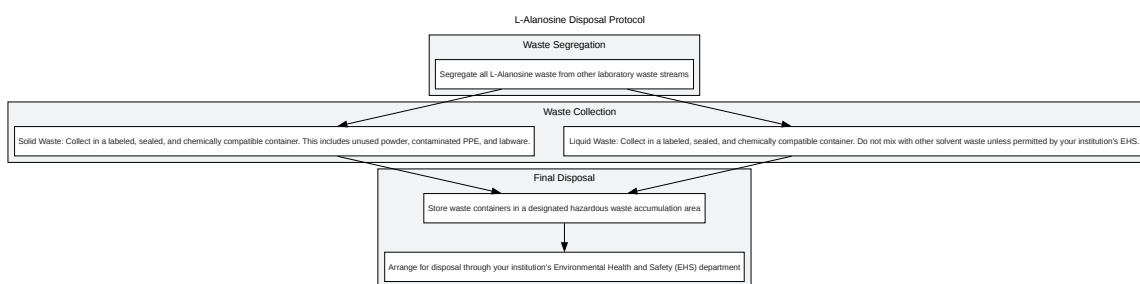 L-Alanosine Disposal Protocol
Waste Segregation
Segregate all L-Alanosine waste from other laboratory waste streams
Waste Collection
Solid Waste: Collect in a labeled, sealed, and chemically compatible container. This includes unused powder, contaminated PPE, and labware.
Liquid Waste: Collect in a labeled, sealed, and chemically compatible container. Do not mix with other solvent waste unless permitted by your institution's EHS.
Final Disposal
Store waste containers in a designated hazardous waste accumulation area
Arrange for disposal through your institution's Environmental Health and Safety (EHS) department